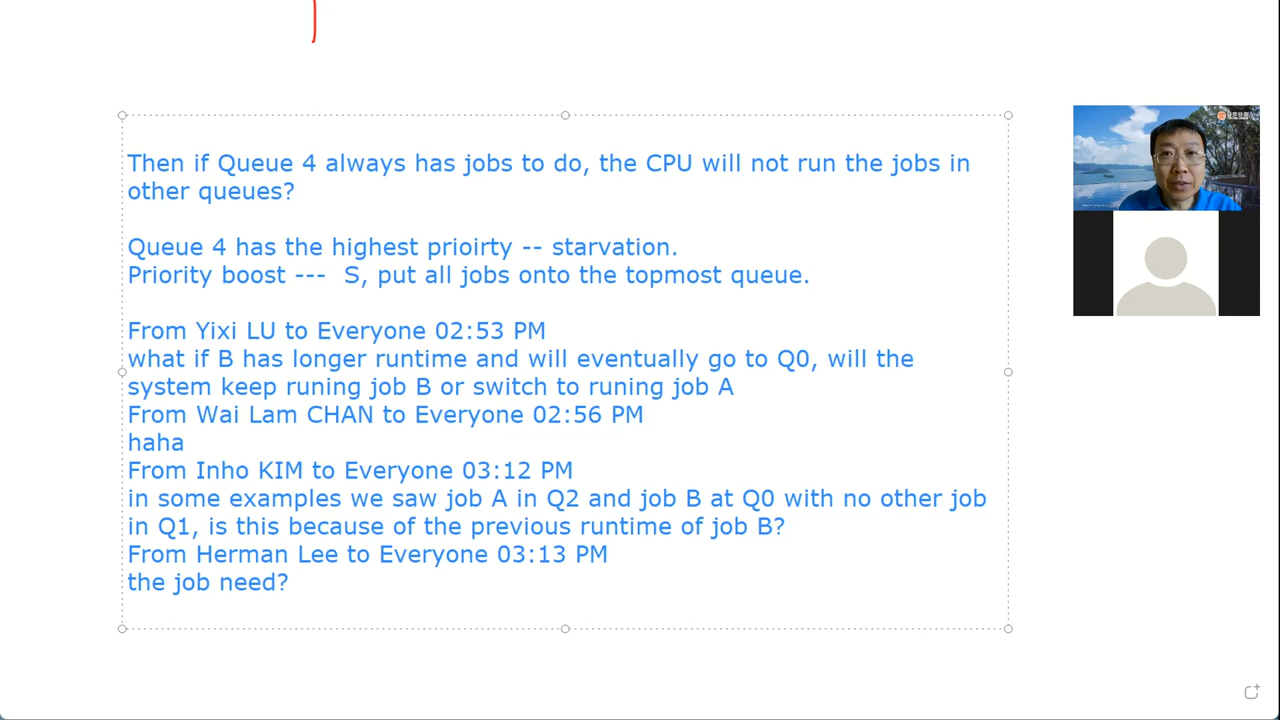 Then if Queue 4 always has jobs to do, the CPU will not run the jobs in
other queues?
Queue 4 has the highest prioirty -- starvation.
Priority boost --- S, put all jobs onto the topmost queue.
From Yixi LU to Everyone 02:53 PM
what if B has longer runtime and will eventually go to Q0, will the
system keep runing job B or switch to runing job A
From Wai Lam CHAN to Everyone 02:56 PM
haha
From Inho KIM to Everyone 03:12 PM
in some examples we saw job A in Q2 and job B at Q0 with no other job
in Q1, is this because of the previous runtime of job B?
From Herman Lee to Everyone 03:13 PM
the job need?